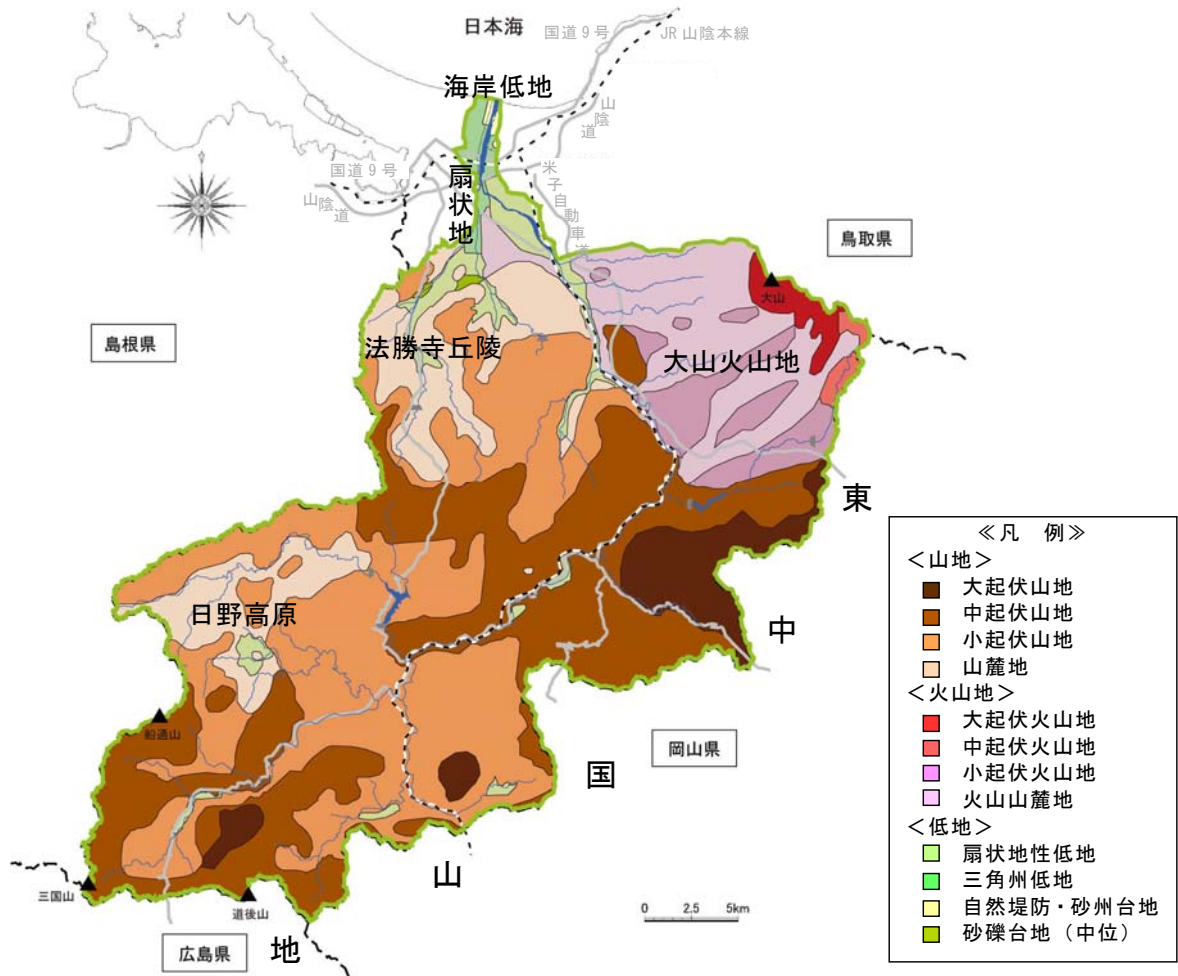 日本海
国道9号
JR山陰本線
海岸低地
山陰道
国道9号
山陰道
扇状地
米子自動車道
鳥取県
大山
島根県
法勝寺丘陵
大山火山地
東
中
国
山
地
日野高原
船通山
岡山県
三国山
道後山
広島県
0 2.5 5km
≪凡 例≫
＜山地＞
大起伏山地
中起伏山地
小起伏山地
山麓地
＜火山地＞
大起伏火山地
中起伏火山地
小起伏火山地
火山山麓地
＜低地＞
扇状地性低地
三角州低地
自然堤防・砂州台地
砂礫台地（中位）